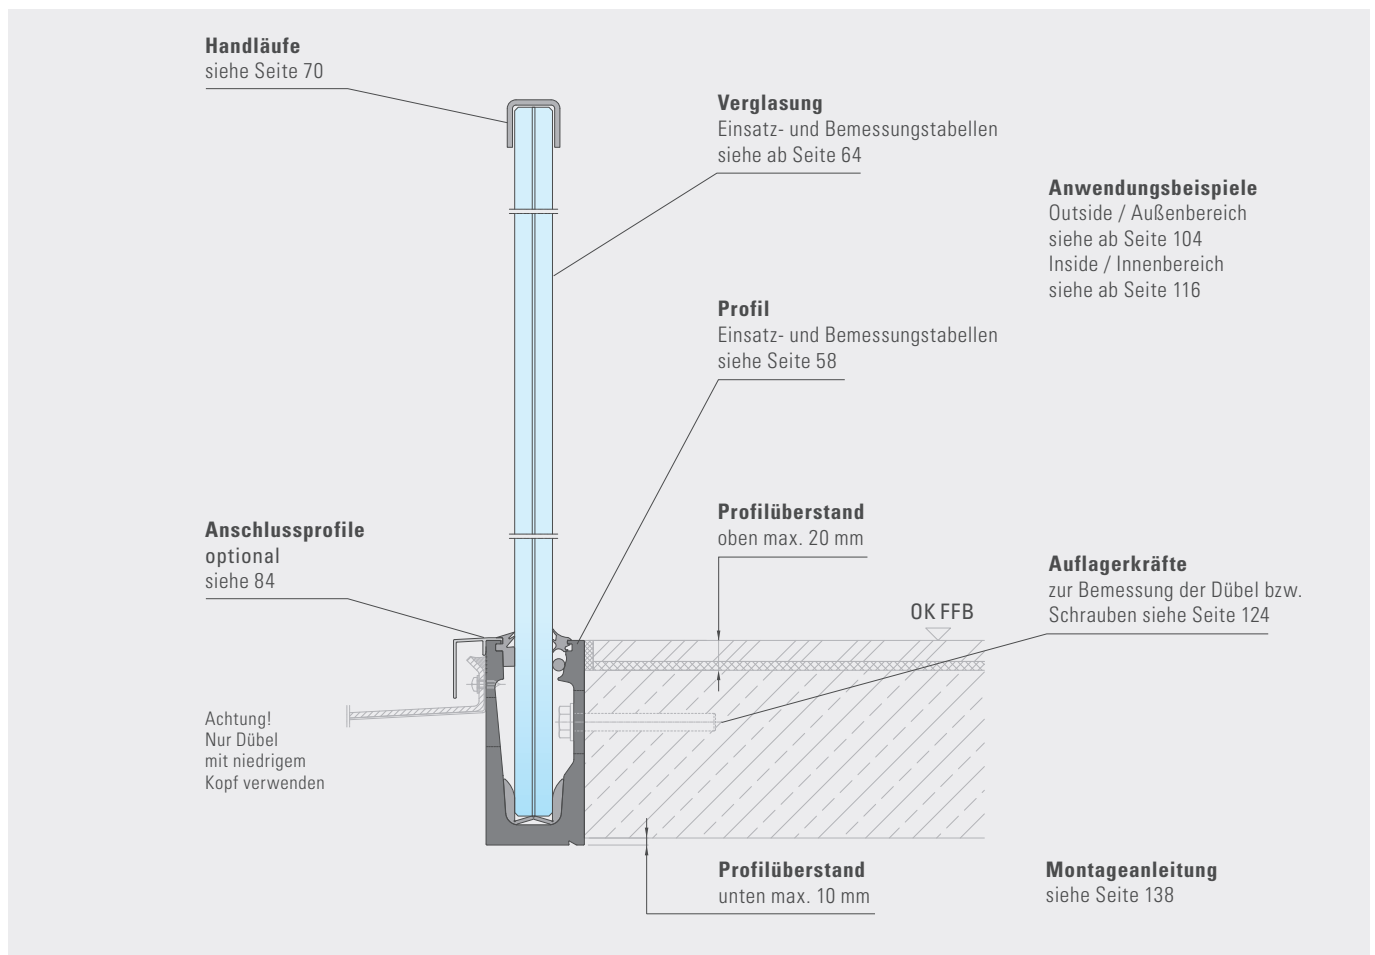 Handläufe
siehe Seite 70
Verglasung
Einsatz- und Bemessungstabellen
siehe ab Seite 64
Anwendungsbeispiele
Outside / Außenbereich
siehe ab Seite 104
Inside / Innenbereich
siehe ab Seite 116
Profil
Einsatz- und Bemessungstabellen
siehe Seite 58
Profilüberstand
oben max. 20 mm
Anschlussprofile
optional
siehe 84
Auflagerkräfte
zur Bemessung der Dübel bzw.
Schrauben siehe Seite 124
OK FFB
Achtung!
Nur Dübel
mit niedrigem
Kopf verwenden
Profilüberstand
unten max. 10 mm
Montageanleitung
siehe Seite 138